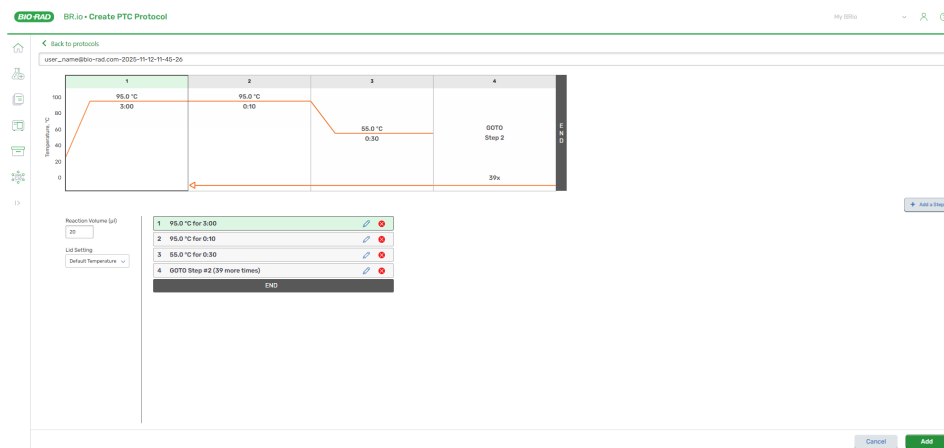 BIO-RAD BR.io • Create PTC Protocol
My BRio
Back to protocols
user_name@bio-rad.com-2025-11-12-11-45-26
1 2 3 4
Temperature, °C
100
80
60
40
20
0
95.0 °C
3:00
95.0 °C
0:10
55.0 °C
0:30
GOTO
Step 2
39x
END
+ Add a Step
Reaction Volume (µl)
20
Lid Setting
Default Temperature
1 95.0 °C for 3:00
2 95.0 °C for 0:10
3 55.0 °C for 0:30
4 GOTO Step #2 (39 more times)
END
Cancel Add